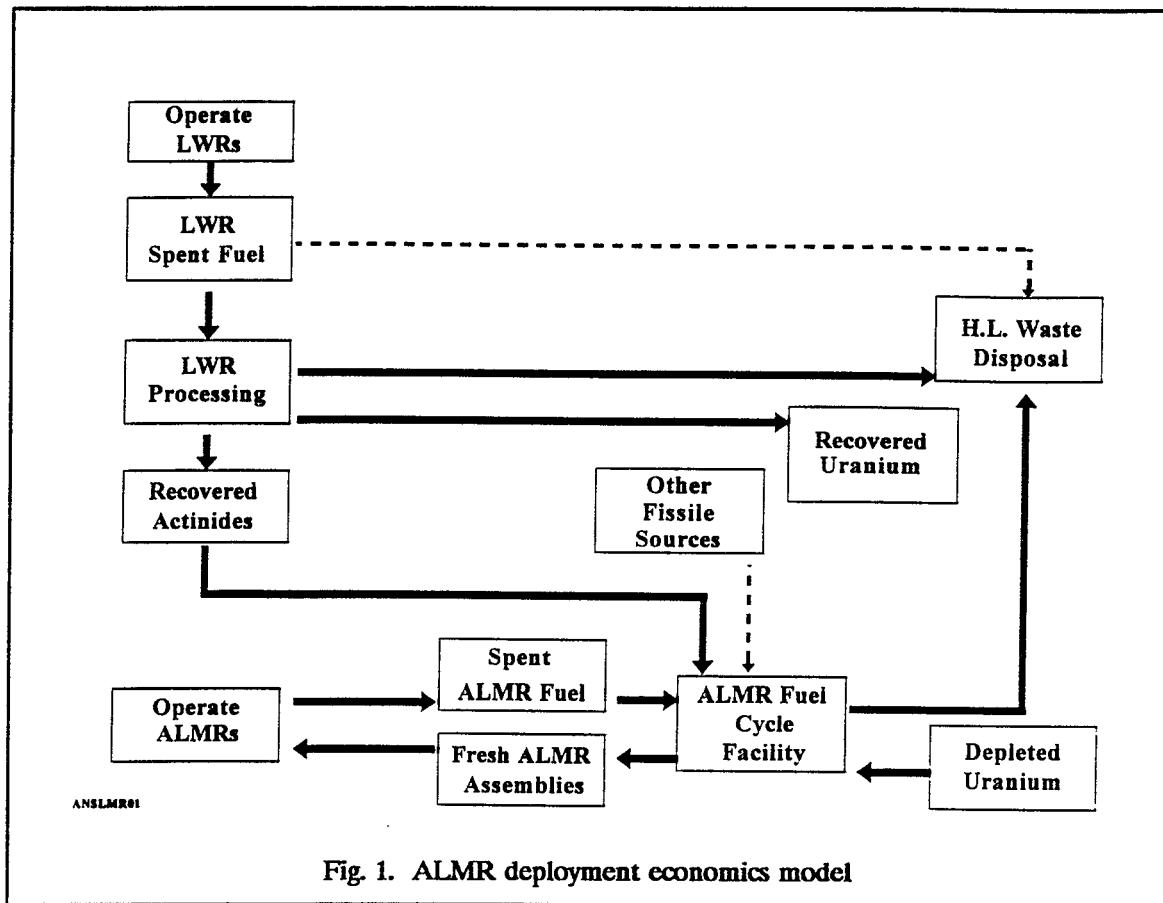 Operate
LWRs
LWR
Spent Fuel
H.L. Waste
Disposal
LWR
Processing
Recovered
Uranium
Recovered
Actinides
Other
Fissile
Sources
Spent
ALMR Fuel
Operate
ALMRs
ALMR Fuel
Cycle
Facility
Fresh ALMR
Assemblies
Depleted
Uranium
ANSLMR01
Fig. 1. ALMR deployment economics model